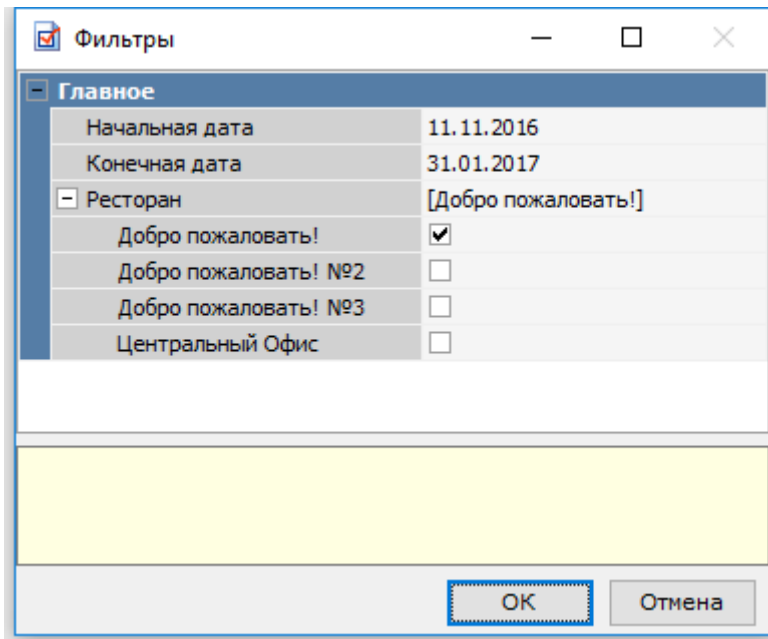 Фильтры
Главное
Начальная дата 11.11.2016
Конечная дата 31.01.2017
Ресторан [Добро пожаловать!]
Добро пожаловать!
Добро пожаловать! №2
Добро пожаловать! №3
Центральный Офис
ОК Отмена